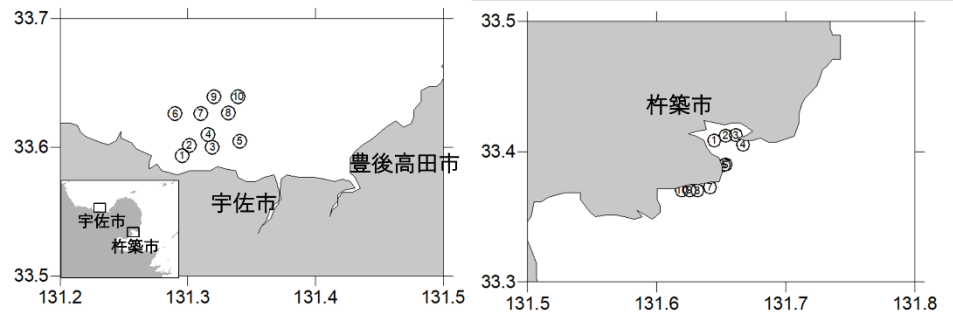 33.7
33.6
33.5
131.2
131.3
131.4
131.5
⑨ ⑩
⑥ ⑦ ⑧
④
② ③ ⑤
①
豊後高田市
宇佐市
宇佐市
杵築市
33.5
33.4
33.3
131.5
131.6
131.7
131.8
杵築市
① ② ③
④
⑦